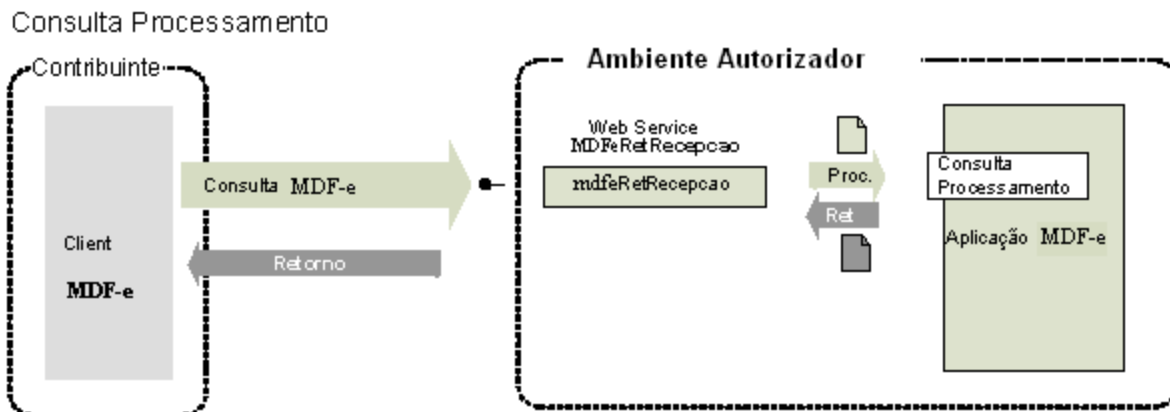 Consulta Processamento
Contribuinte
Ambiente Autorizador
Web Service
MDFeRetRecepcao
mdfeRetRecepcao
Consulta MDF-e
Proc.
Consulta
Processamento
Ret
Client
MDF-e
Retorno
Aplicação MDF-e